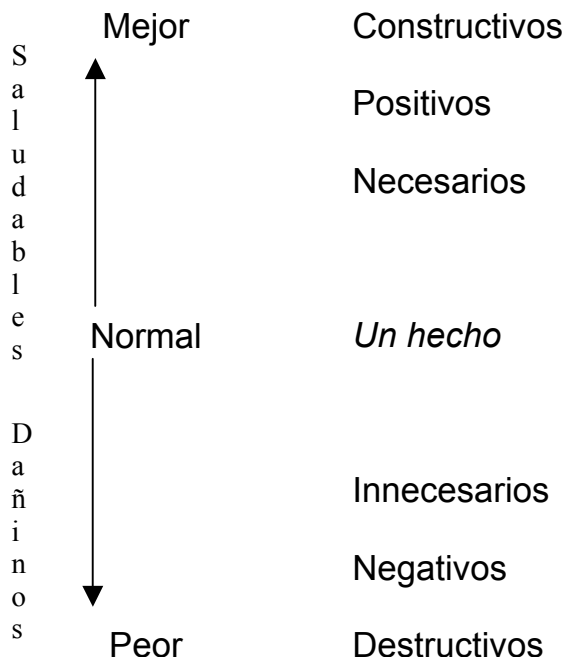 Saludables
Dañinos
Mejor
Normal
Peor
Constructivos
Positivos
Necesarios
Un hecho
Innecesarios
Negativos
Destructivos